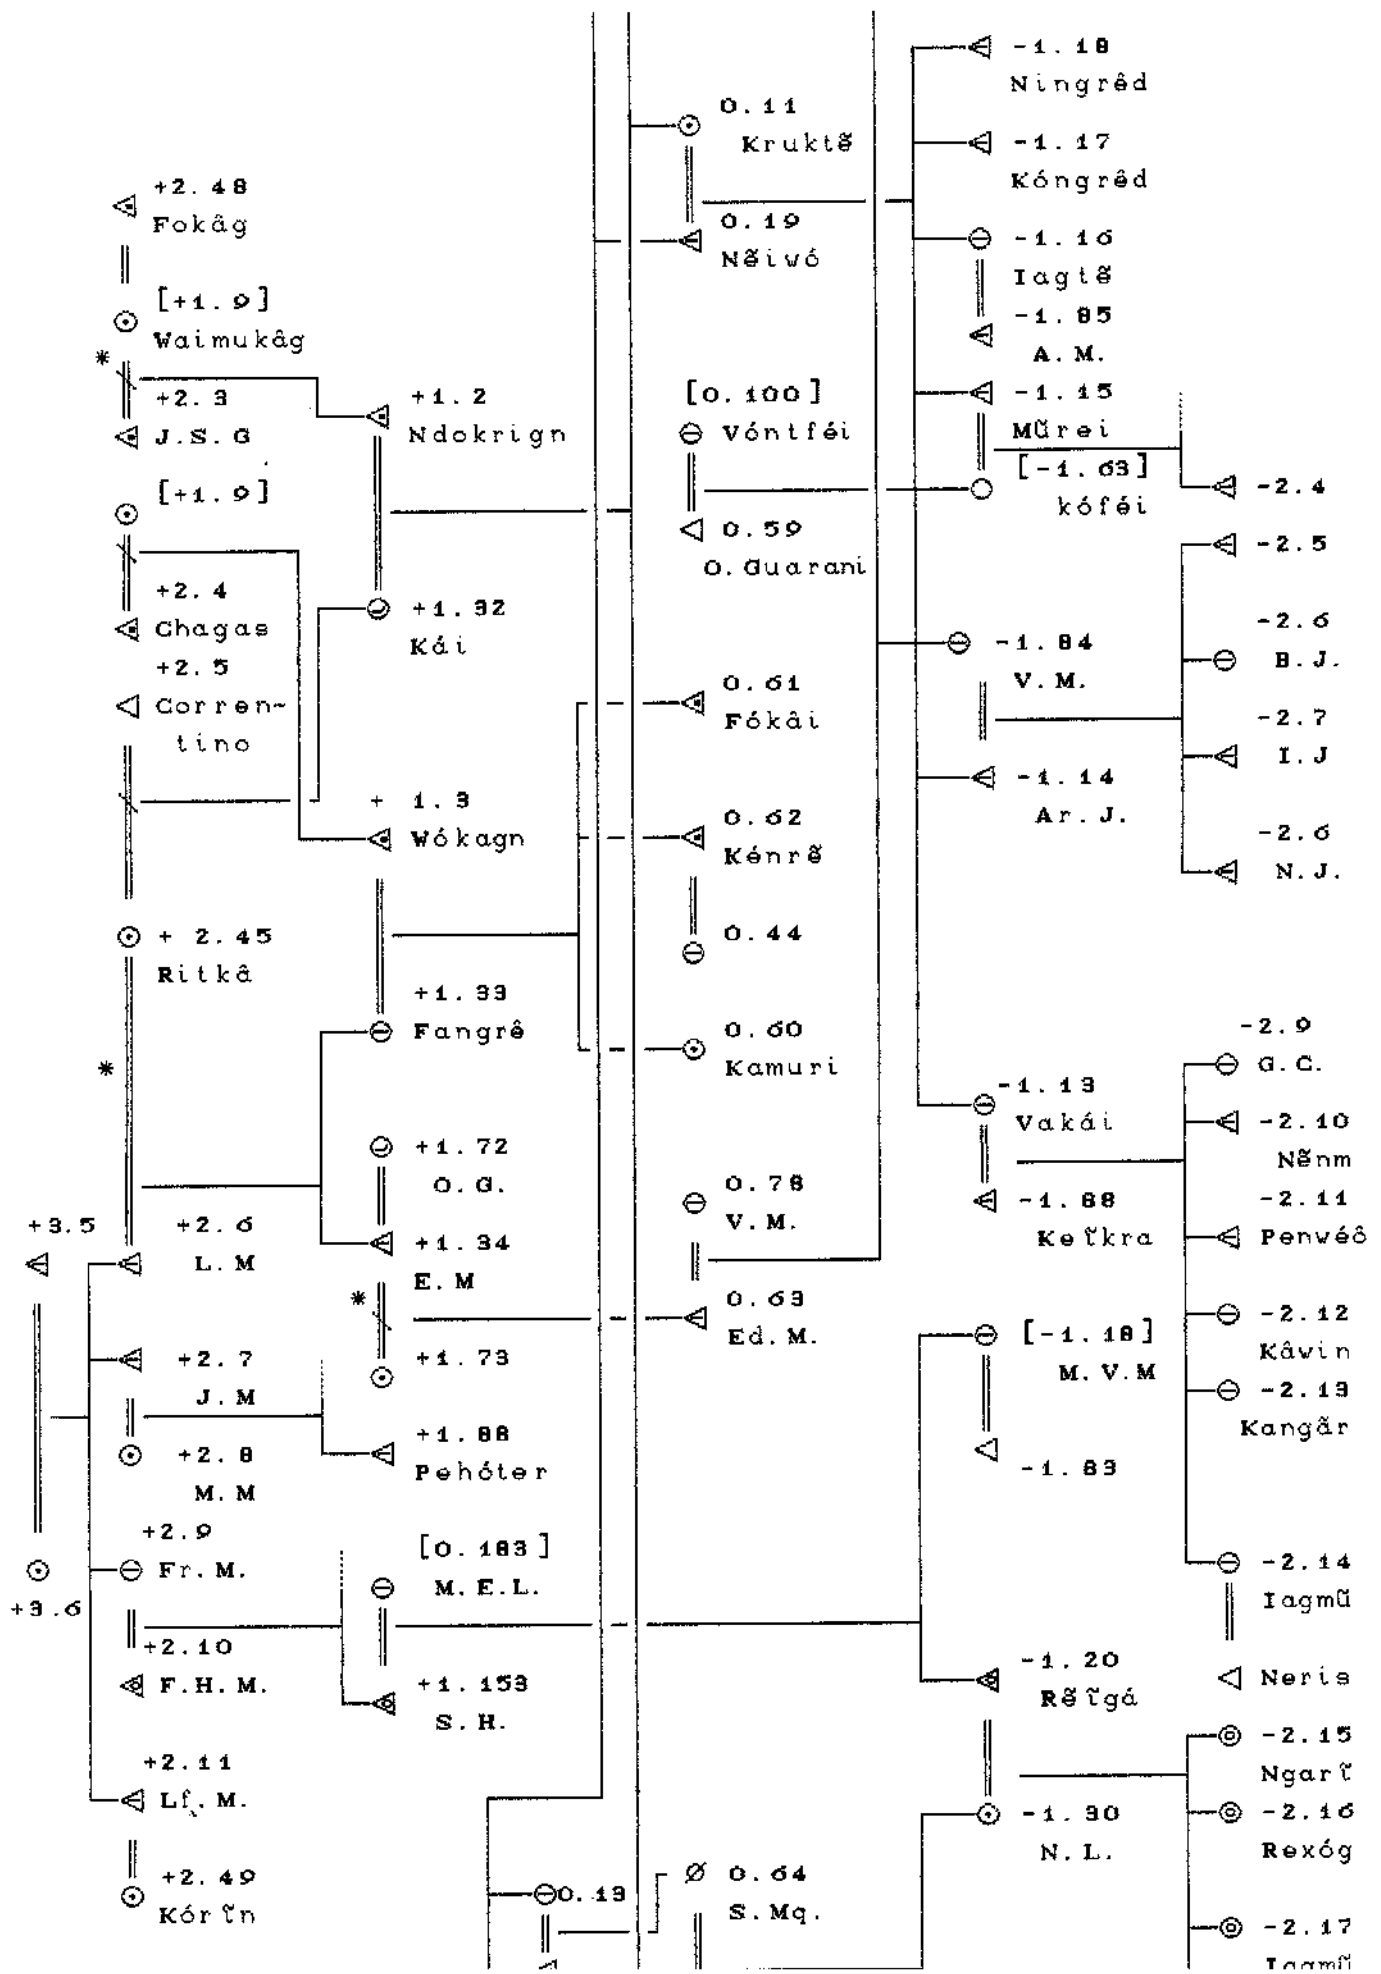 +2.48
Fokâg
[+1.9]
Waimukâg
*
+2.3
J.S.G
[+1.9]
+2.4
Chagas
+2.5
Corren-
tino
+ 2.45
Ritkâ
*
+3.5
+2.6
L.M
+2.7
J.M
+2.8
M.M
+2.9
Fr.M.
+3.6
+2.10
F.H.M.
+2.11
Lf.M.
+2.49
Kórĩn
+1.2
Ndokrign
+1.32
Kái
+ 1.3
Wókagn
+1.33
Fangrê
+1.72
O.G.
+1.34
E.M
*
+1.73
+1.88
Pehóter
[0.183]
M.E.L.
+1.153
S.H.
0.13
0.11
Kruktẽ
0.19
Nẽiwó
[0.100]
Vóntféi
0.59
O.Guarani
0.61
Fókâi
0.62
Kénrẽ
0.44
0.60
Kamuri
0.78
V.M.
0.63
Ed.M.
0.64
S.Mq.
-1.18
Ningrêd
-1.17
Kóngrêd
-1.16
Iagtẽ
-1.85
A.M.
-1.15
Mũrei
[-1.63]
kóféi
-1.84
V.M.
-1.14
Ar.J.
-1.13
Vakái
-1.88
Keĩkra
[-1.18]
M.V.M
-1.83
-1.20
Rẽĩgá
-1.30
N.L.
-2.4
-2.5
-2.6
B.J.
-2.7
I.J
-2.6
N.J.
-2.9
G.C.
-2.10
Nẽnm
-2.11
Penvéô
-2.12
Kâvin
-2.13
Kangãr
-2.14
Iagmũ
Neris
-2.15
Ngarĩ
-2.16
Rexóg
-2.17
Iagmũ